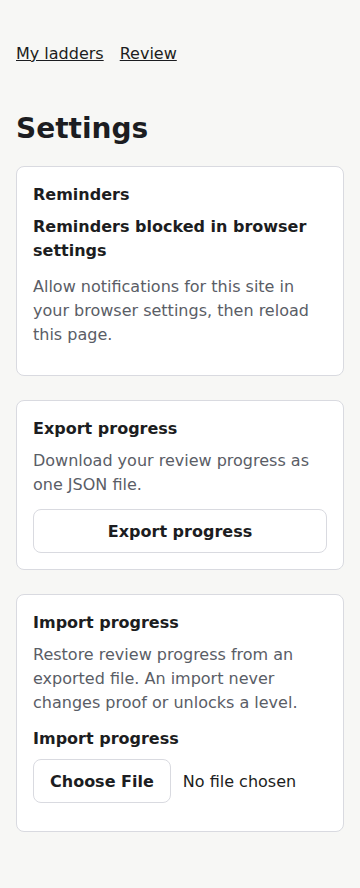 My ladders Review
Settings
Reminders
Reminders blocked in browser
settings
Allow notifications for this site in
your browser settings, then reload
this page.
Export progress
Download your review progress as
one JSON file.
Export progress
Import progress
Restore review progress from an
exported file. An import never
changes proof or unlocks a level.
Import progress
Choose File No file chosen